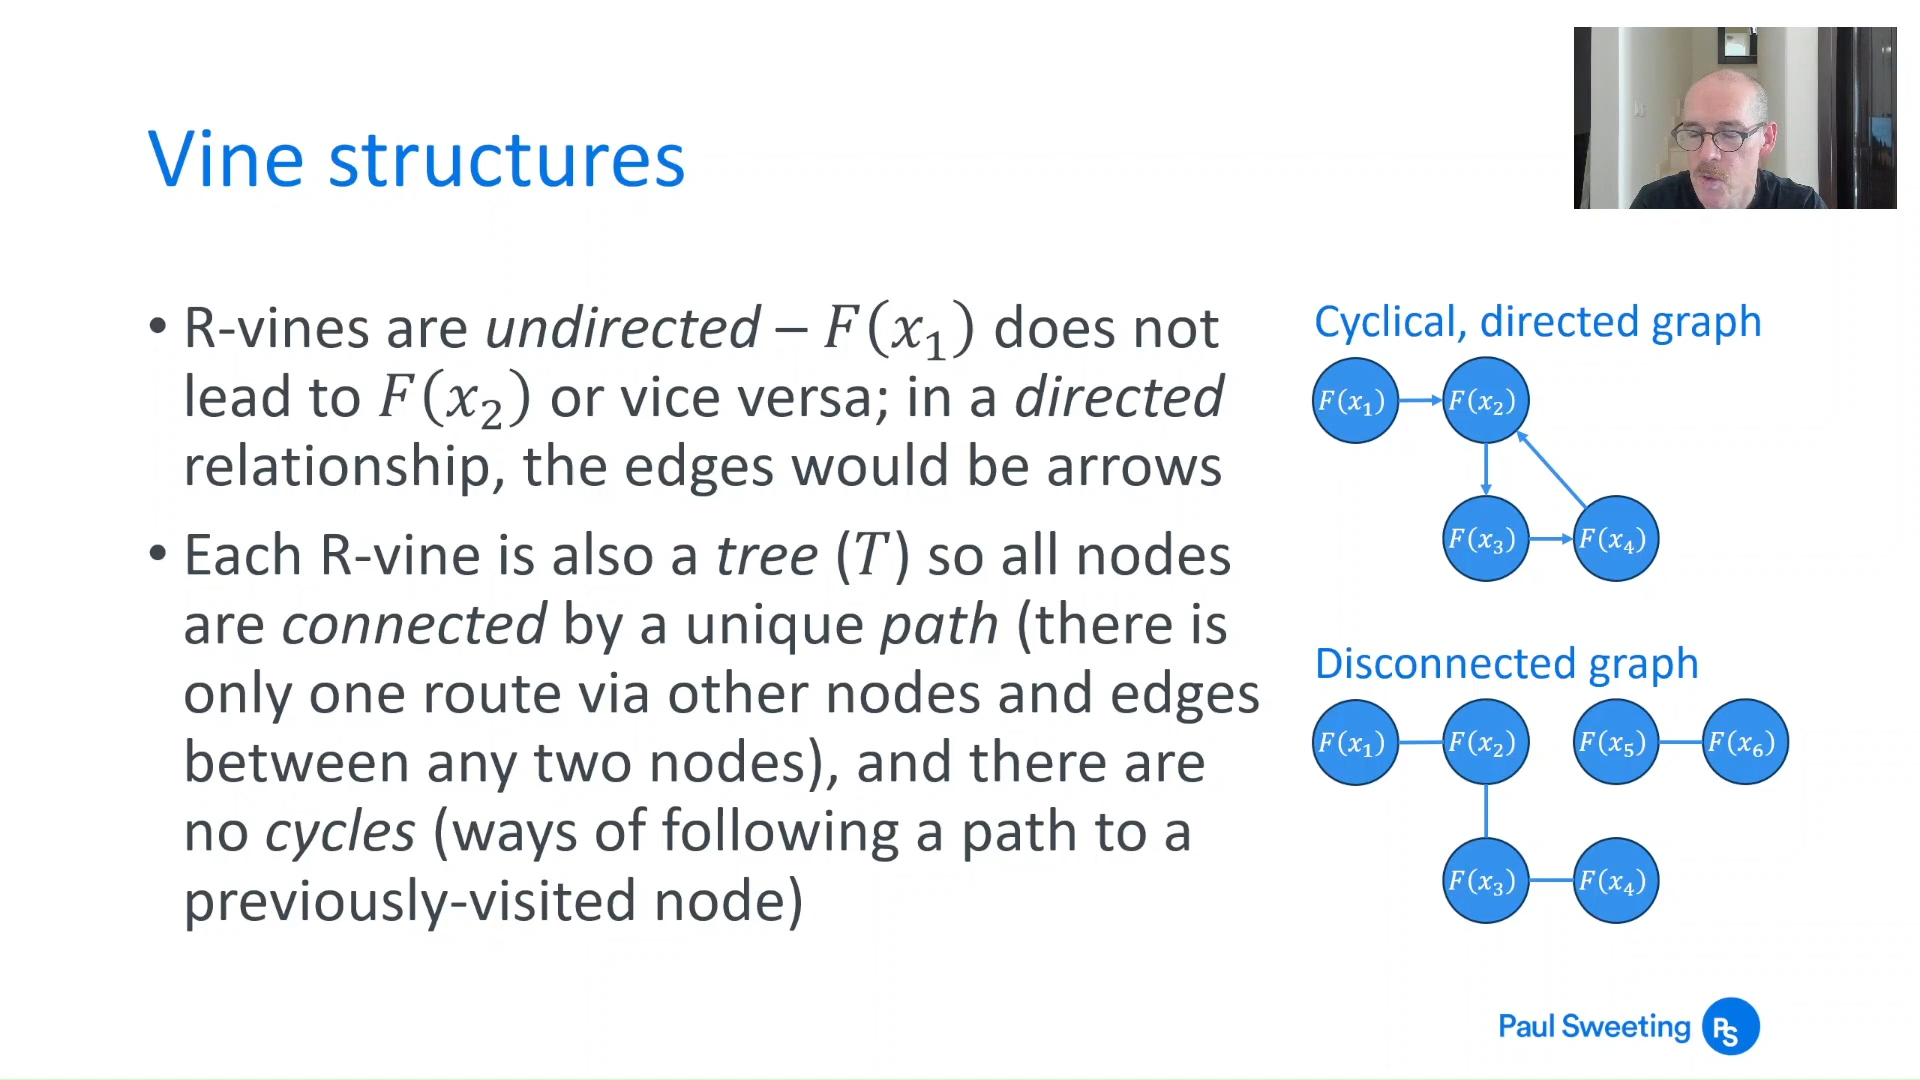 Vine structures
• R-vines are undirected – F(x₁) does not
lead to F(x₂) or vice versa; in a directed
relationship, the edges would be arrows
• Each R-vine is also a tree (T) so all nodes
are connected by a unique path (there is
only one route via other nodes and edges
between any two nodes), and there are
no cycles (ways of following a path to a
previously-visited node)
Cyclical, directed graph
F(x₁) F(x₂)
F(x₃) F(x₄)
Disconnected graph
F(x₁) F(x₂) F(x₅) F(x₆)
F(x₃) F(x₄)
Paul Sweeting PS